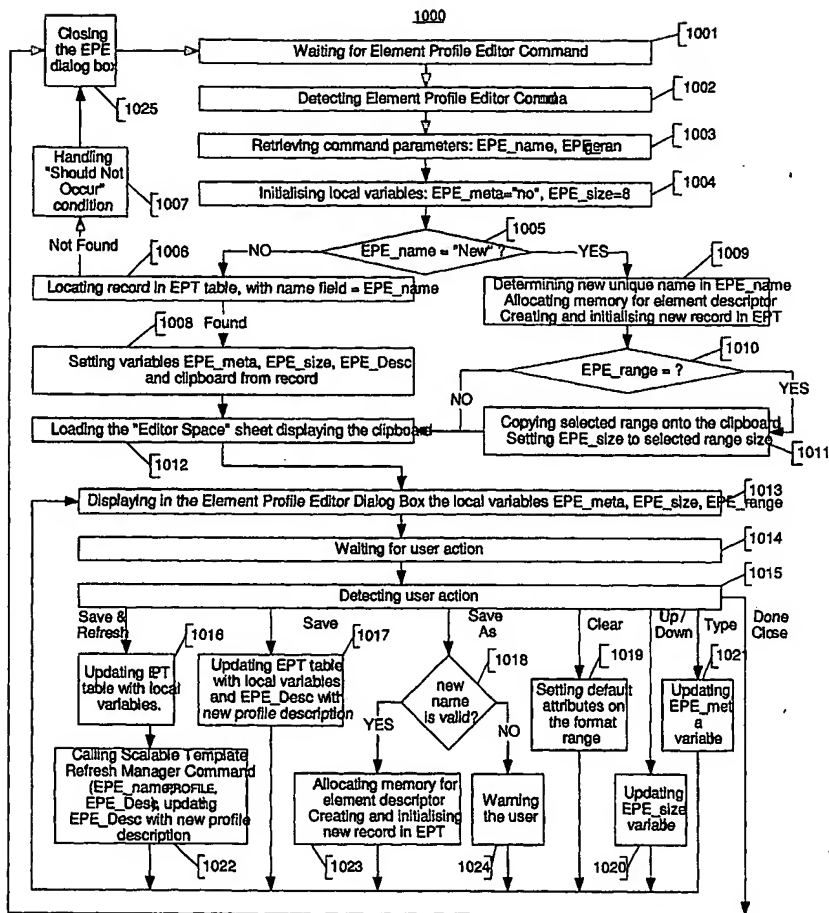 1000
Closing
the EPE
dialog box
1025
Waiting for Element Profile Editor Command
1001
Detecting Element Profile Editor
1002
Retrieving command parameters: EPE_name,
1003
Initialising local variables: EPE_meta="no", EPE_size=8
1004
Handling
"Should Not
Occur"
condition
1007
Not Found
1006
NO
EPE_name = "New" ?
1005
YES
1009
Locating record in EPT table, with name field = EPE_name
Determining new unique name in EPE_name
Allocating memory for element descriptor
Creating and initialising new record in EPT
1008
Found
Setting variables EPE_meta, EPE_size, EPE_Desc
and clipboard from record
EPE_range = ?
1010
NO
YES
Loading the "Editor Space" sheet displaying the clipboard
1012
Copying selected range onto the clipboard
Setting EPE_size to selected range size
1011
Displaying in the Element Profile Editor Dialog Box the local variables EPE_meta, EPE_size, EPE_range
1013
Waiting for user action
1014
Detecting user action
1015
Save &
Refresh
1016
Save
1017
Save
As
1018
Clear
1019
Up/
Down
Type
1021
Done
Close
Updating EPT
table with local
variables.
Updating EPT table
with local variables
and EPE_Desc with
new profile description
new
name
is valid?
YES
NO
Setting default
attributes on
the format
range
Updating
EPE_met
a variable
Calling Scalable Template
Refresh Manager Command
(EPE_name,PROFILE,
EPE_Desc), updating
EPE_Desc with new profile
description
1022
Allocating memory for
element descriptor
Creating and initialising
new record in EPT
1023
Warning
the user
1024
Updating
EPE_size
variable
1020